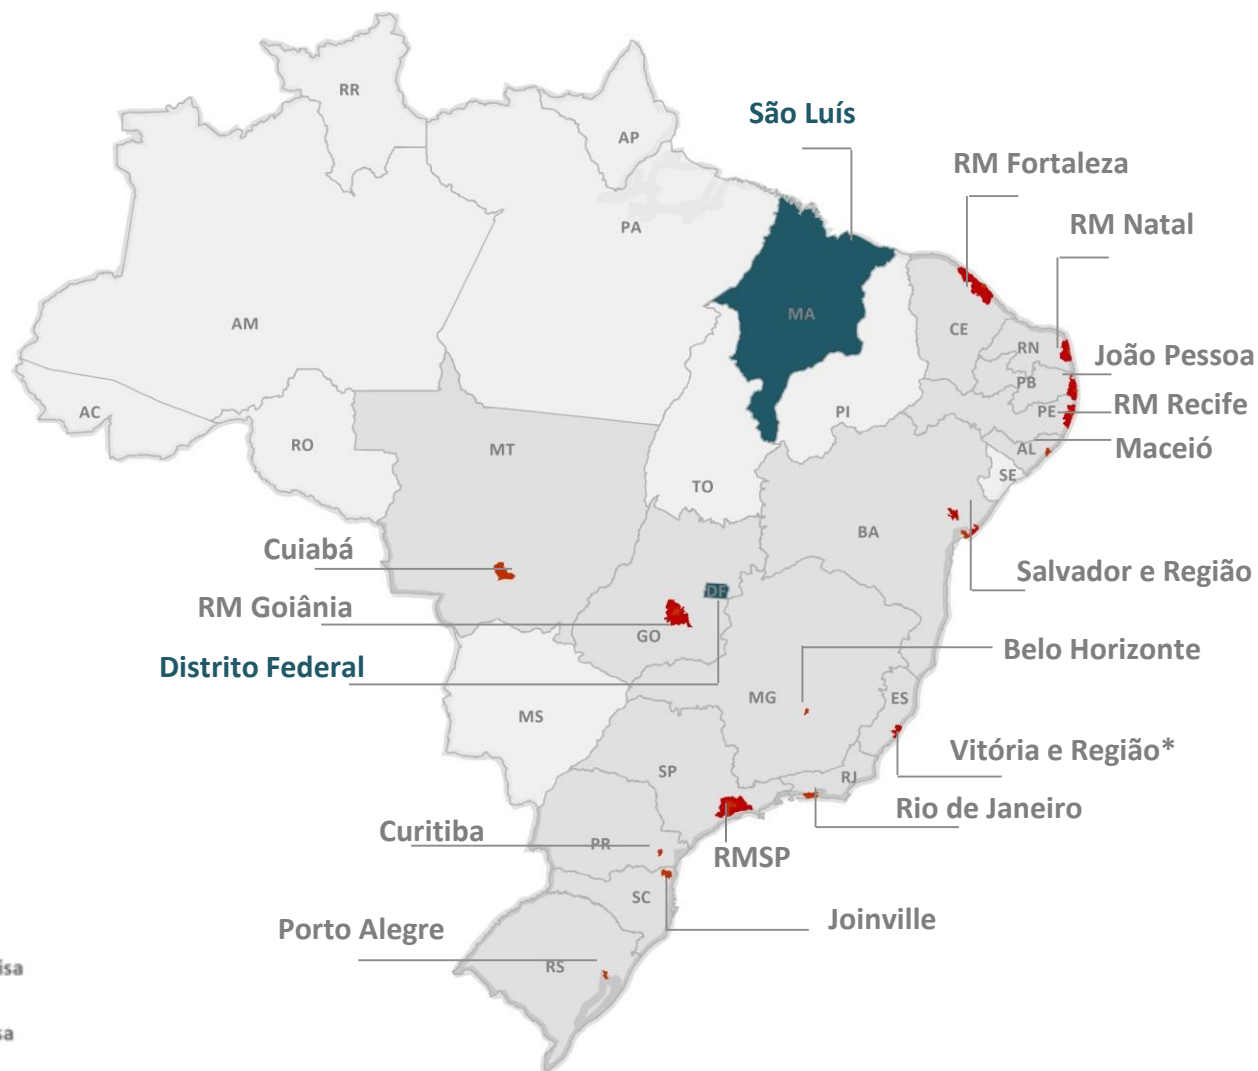 RR
AP
São Luís
RM Fortaleza
RM Natal
PA
AM
MA
CE
RN
João Pessoa
PB
RM Recife
PE
AC
PI
Maceió
AL
RO
MT
SE
TO
BA
Cuiabá
Salvador e Região
DF
RM Goiânia
GO
Belo Horizonte
Distrito Federal
MG
ES
MS
Vitória e Região*
SP
RJ
Rio de Janeiro
Curitiba
PR
RMSP
SC
Joinville
Porto Alegre
RS